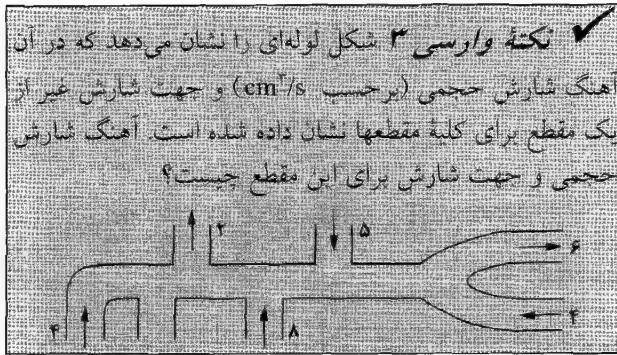 ✔ نکتهٔ وارسی ۳ شکل لوله‌ای را نشان می‌دهد که در آن
آهنگ شارش حجمی (برحسب cm³/s) و جهت شارش غیر از
یک مقطع برای کلیهٔ مقطعها نشان داده شده است. آهنگ شارش
حجمی و جهت شارش برای این مقطع چیست؟
۲ ۵
۶
۴ ۸ ۴